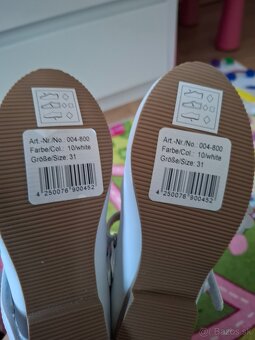 Art.-Nr./No.: 004-800
Farbe/Col.: 10/white
Größe/Size: 31
4 250076 900452
Art.-Nr./No.: 004-800
Farbe/Col.: 10/white
Größe/Size: 31
4 250076 900452
bazos.sk